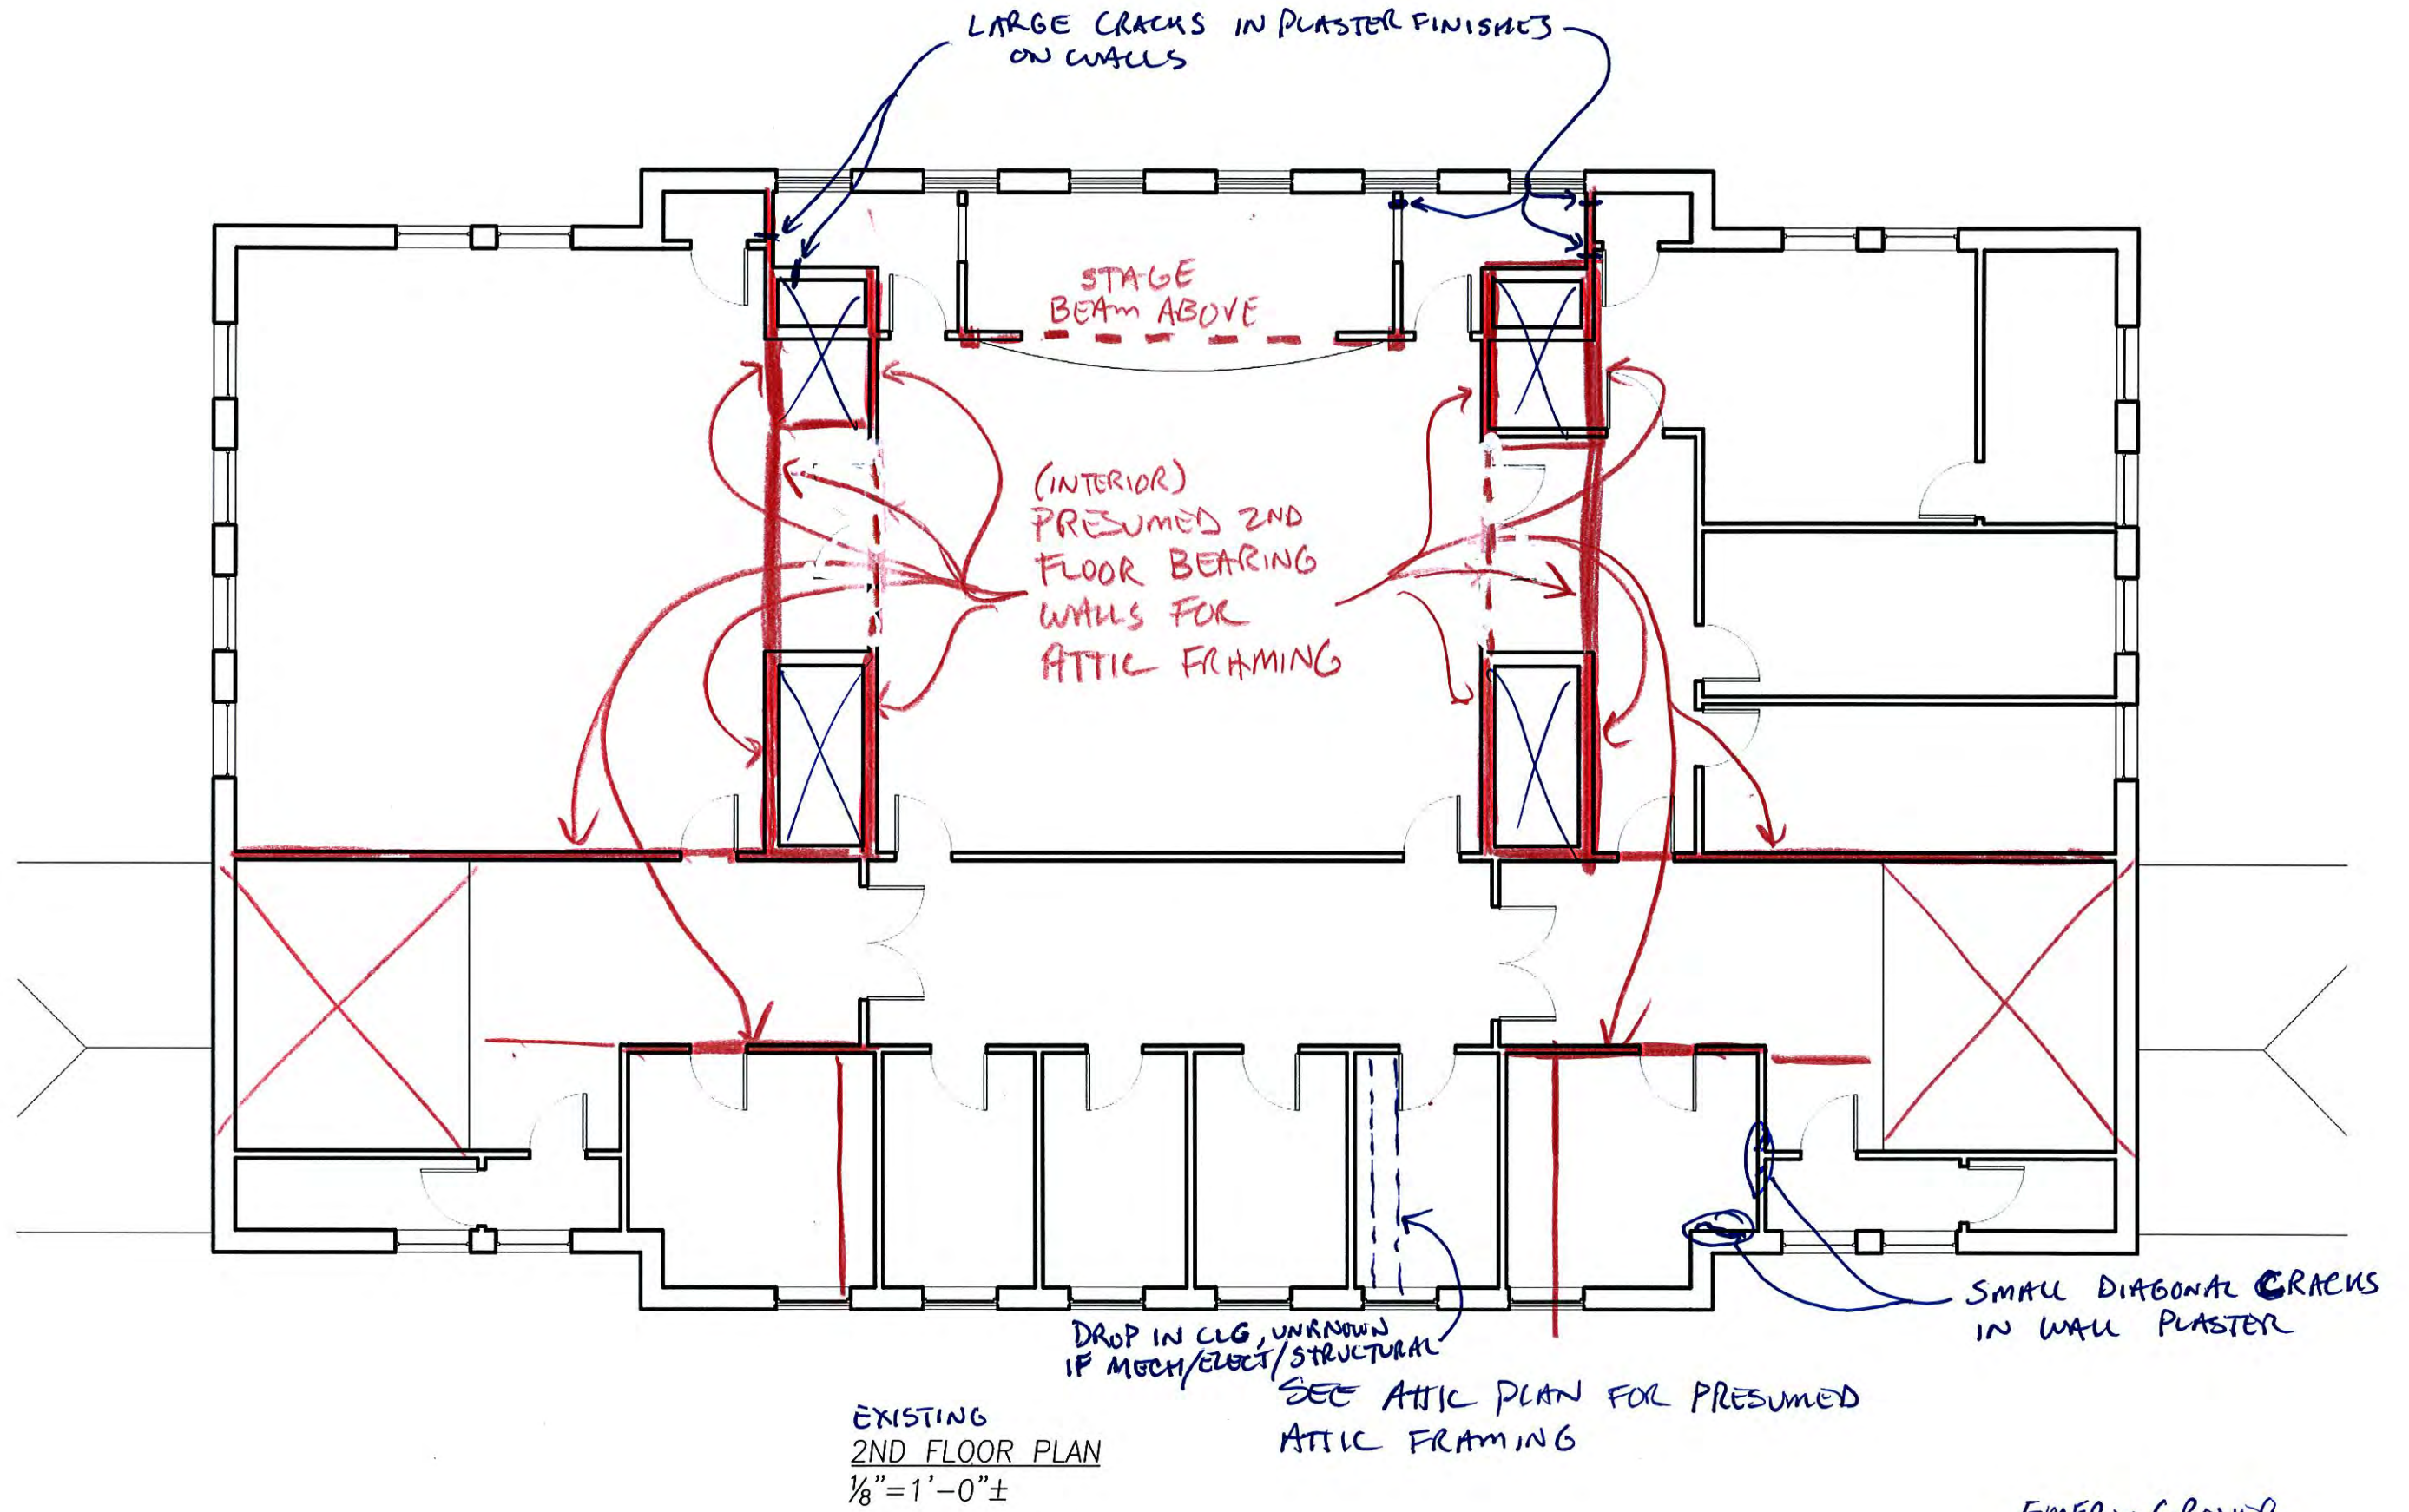 LARGE CRACKS IN PLASTER FINISHES
ON WALLS
STAGE
BEAM ABOVE
(INTERIOR)
PRESUMED 2ND
FLOOR BEARING
WALLS FOR
ATTIC FRAMING
SMALL DIAGONAL CRACKS
IN WALL PLASTER
DROP IN CLG, UNKNOWN
IF MECH/ELECT/STRUCTURAL
SEE ATTIC PLAN FOR PRESUMED
ATTIC FRAMING
EXISTING
2ND FLOOR PLAN
⅛"=1'-0"±